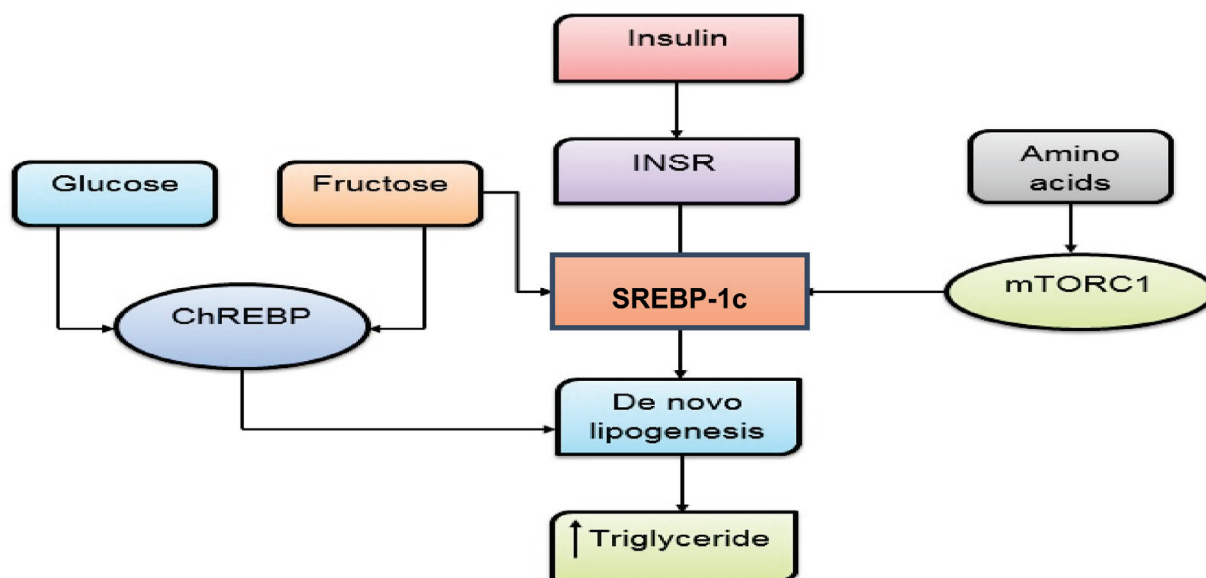 Insulin
INSR
Glucose
Fructose
Amino
acids
SREBP-1c
mTORC1
ChREBP
De novo
lipogenesis
↑ Triglyceride